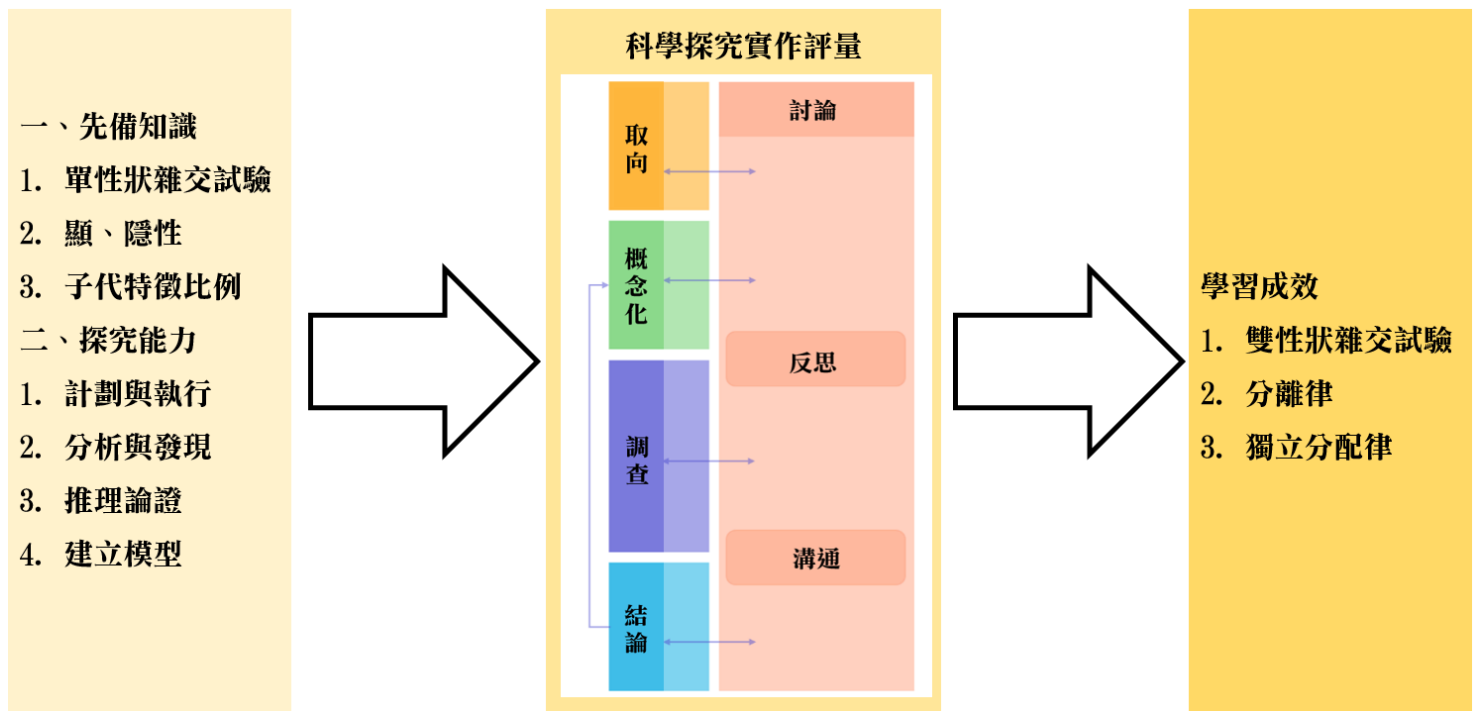 一、先備知識
1. 單性狀雜交試驗
2. 顯、隱性
3. 子代特徵比例
二、探究能力
1. 計劃與執行
2. 分析與發現
3. 推理論證
4. 建立模型
科學探究實作評量
取向
概念化
調查
結論
討論
反思
溝通
學習成效
1. 雙性狀雜交試驗
2. 分離律
3. 獨立分配律